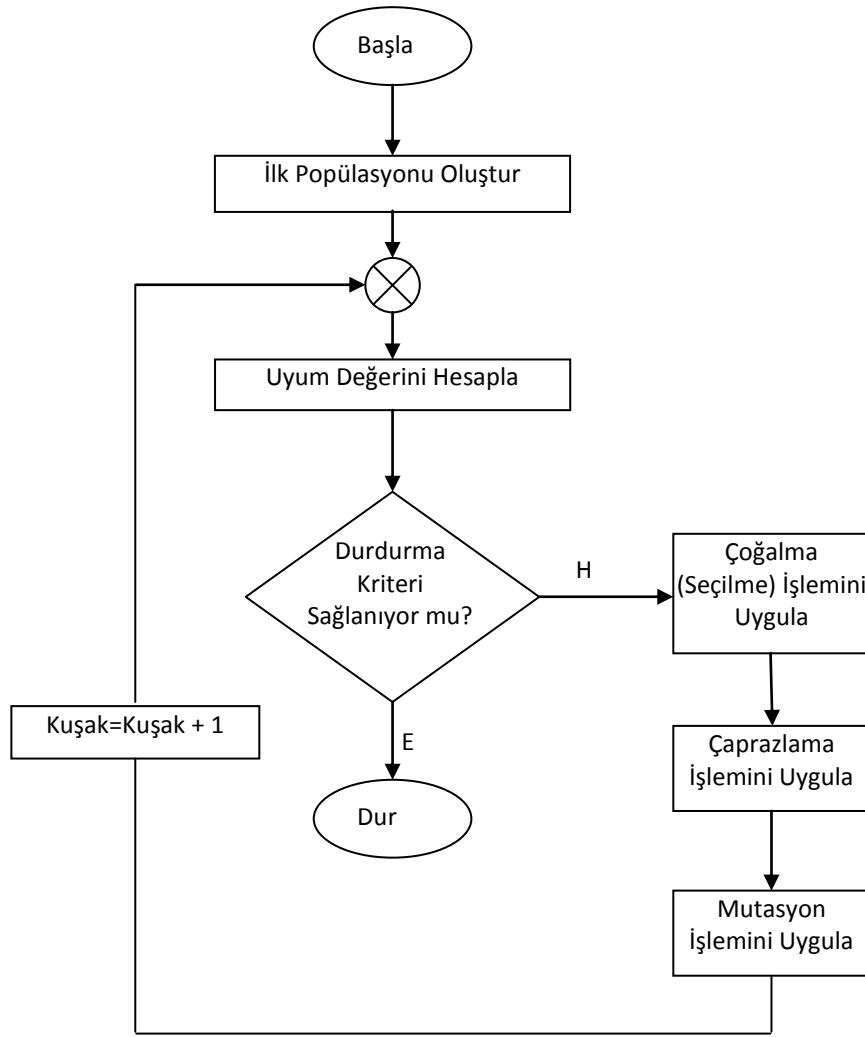 Başla
İlk Popülasyonu Oluştur
Uyum Değerini Hesapla
Durdurma
Kriteri
Sağlanıyor mu?
H
Çoğalma
(Seçilme) İşlemini
Uygula
Kuşak=Kuşak + 1
E
Çaprazlama
İşlemini Uygula
Dur
Mutasyon
İşlemini Uygula